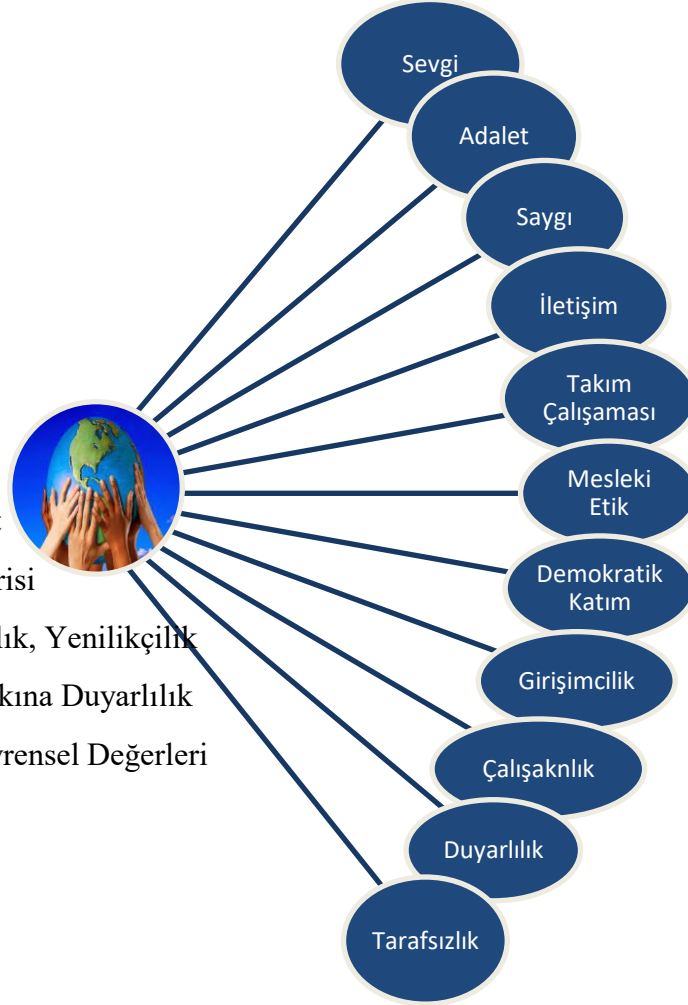 Sevgi
Adalet
Saygı
İletişim
Takım
Çalışaması
Mesleki
Etik
Demokratik
Katım
Girişimcilik
Çalışaknlık
Duyarlılık
Tarafsızlık
risi
lık, Yenilikçilik
kına Duyarlılık
rensel Değerleri